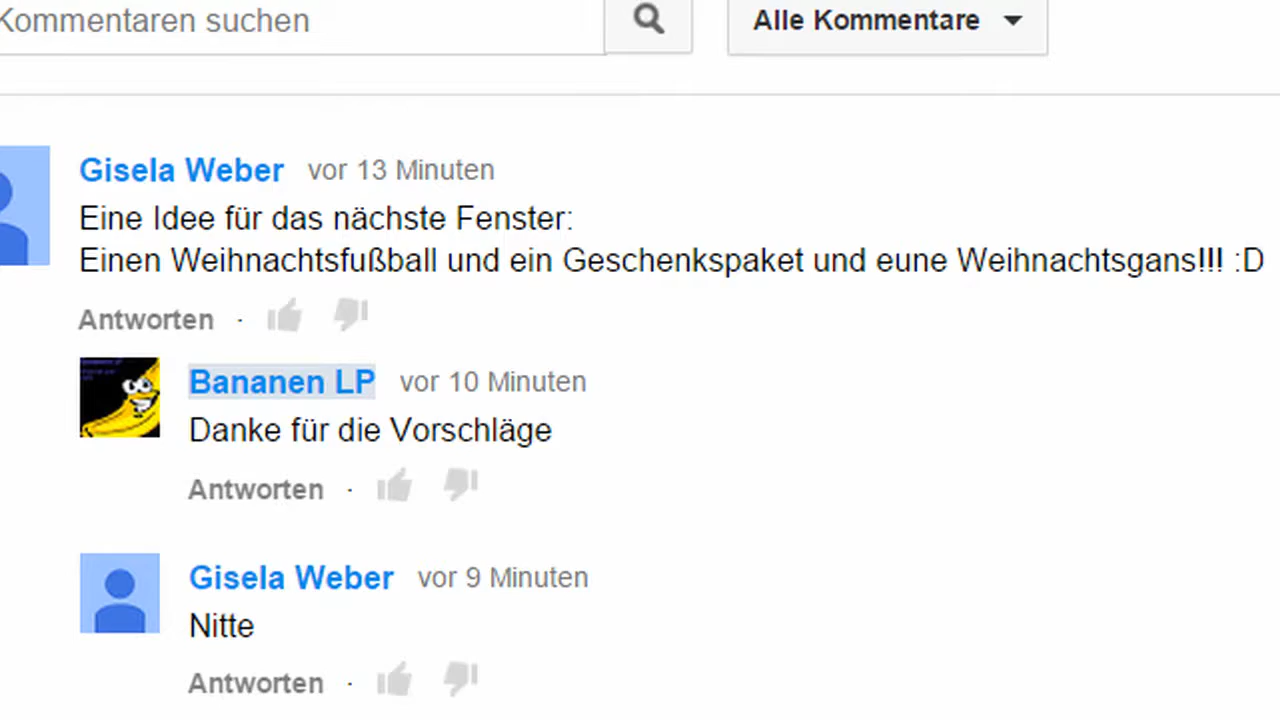 Kommentaren suchen
Alle Kommentare
Gisela Weber vor 13 Minuten
Eine Idee für das nächste Fenster:
Einen Weihnachtsfußball und ein Geschenkspaket und eune Weihnachtsgans!!! :D
Antworten ·
Bananen LP vor 10 Minuten
Danke für die Vorschläge
Antworten ·
Gisela Weber vor 9 Minuten
Nitte
Antworten ·